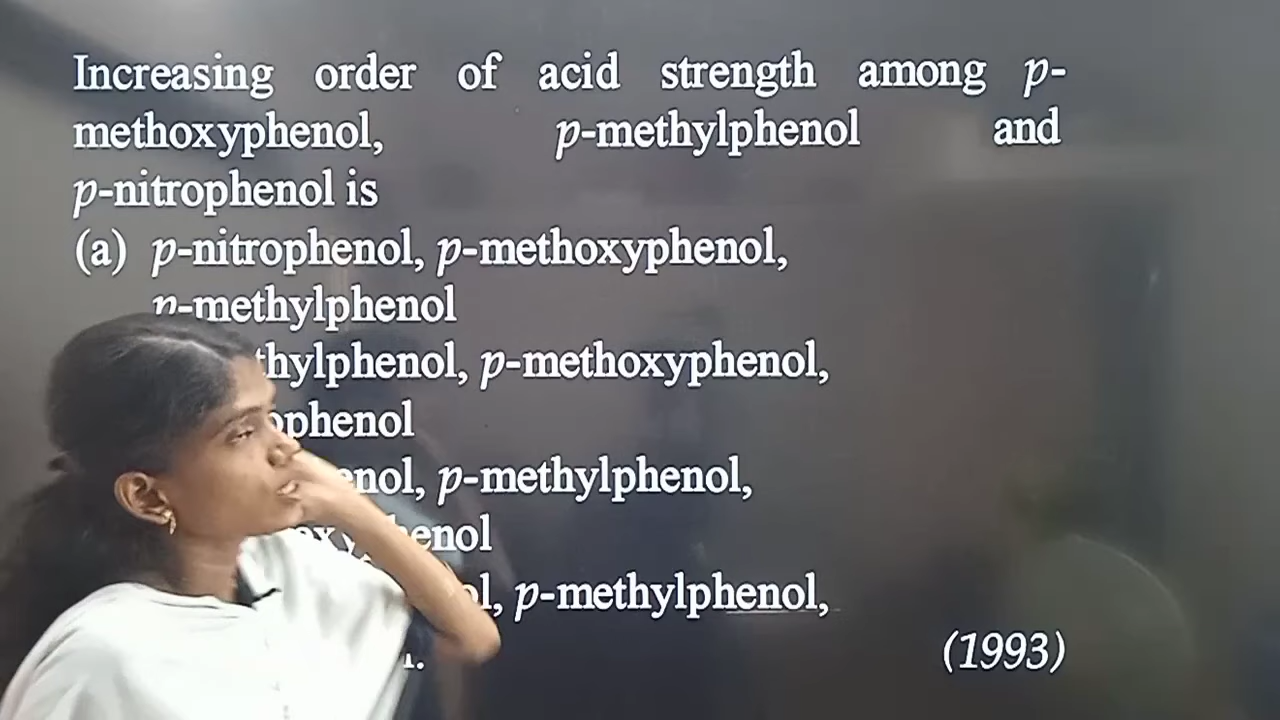 Increasing order of acid strength among p-
methoxyphenol, p-methylphenol and
p-nitrophenol is
(a) p-nitrophenol, p-methoxyphenol,
p-methylphenol
thylphenol, p-methoxyphenol,
ophenol
enol, p-methylphenol,
enol
p-methylphenol,
(1993)